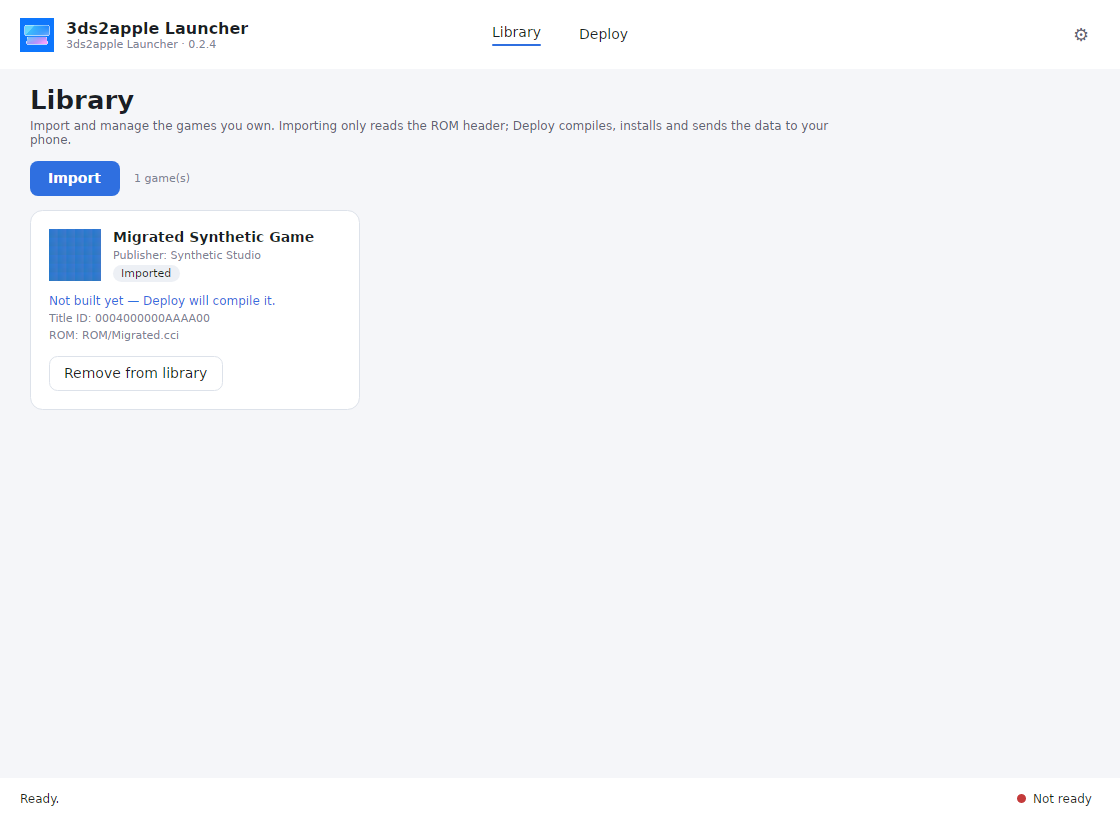 3ds2apple Launcher
3ds2apple Launcher · 0.2.4
Library
Deploy
Library
Import and manage the games you own. Importing only reads the ROM header; Deploy compiles, installs and sends the data to your
phone.
Import
1 game(s)
Migrated Synthetic Game
Publisher: Synthetic Studio
Imported
Not built yet — Deploy will compile it.
Title ID: 0004000000AAAA00
ROM: ROM/Migrated.cci
Remove from library
Ready.
Not ready